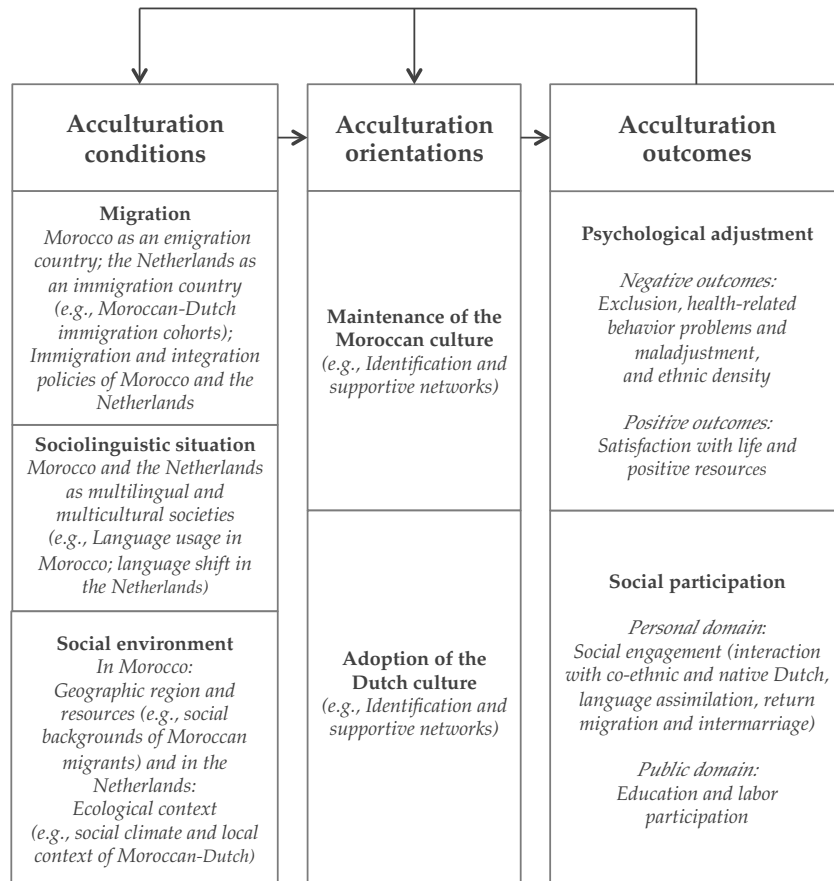 Acculturation
conditions
Migration
Morocco as an emigration
country; the Netherlands as
an immigration country
(e.g., Moroccan-Dutch
immigration cohorts);
Immigration and integration
policies of Morocco and the
Netherlands
Sociolinguistic situation
Morocco and the Netherlands
as multilingual and
multicultural societies
(e.g., Language usage in
Morocco; language shift in
the Netherlands)
Social environment
In Morocco:
Geographic region and
resources (e.g., social
backgrounds of Moroccan
migrants) and in the
Netherlands:
Ecological context
(e.g., social climate and local
context of Moroccan-Dutch)
Acculturation
orientations
Maintenance of the
Moroccan culture
(e.g., Identification and
supportive networks)
Adoption of the
Dutch culture
(e.g., Identification and
supportive networks)
Acculturation
outcomes
Psychological adjustment
Negative outcomes:
Exclusion, health-related
behavior problems and
maladjustment,
and ethnic density
Positive outcomes:
Satisfaction with life and
positive resources
Social participation
Personal domain:
Social engagement (interaction
with co-ethnic and native Dutch,
language assimilation, return
migration and intermarriage)
Public domain:
Education and labor
participation